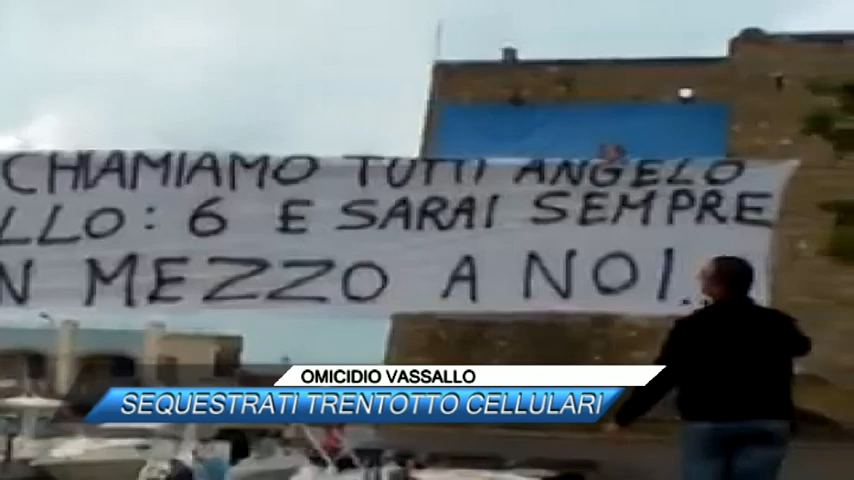 CHIAMIAMO TUTTI ANGELO
LLO: 6 E SARAI SEMPRE
N MEZZO A NOI..
OMICIDIO VASSALLO
SEQUESTRATI TRENTOTTO CELLULARI